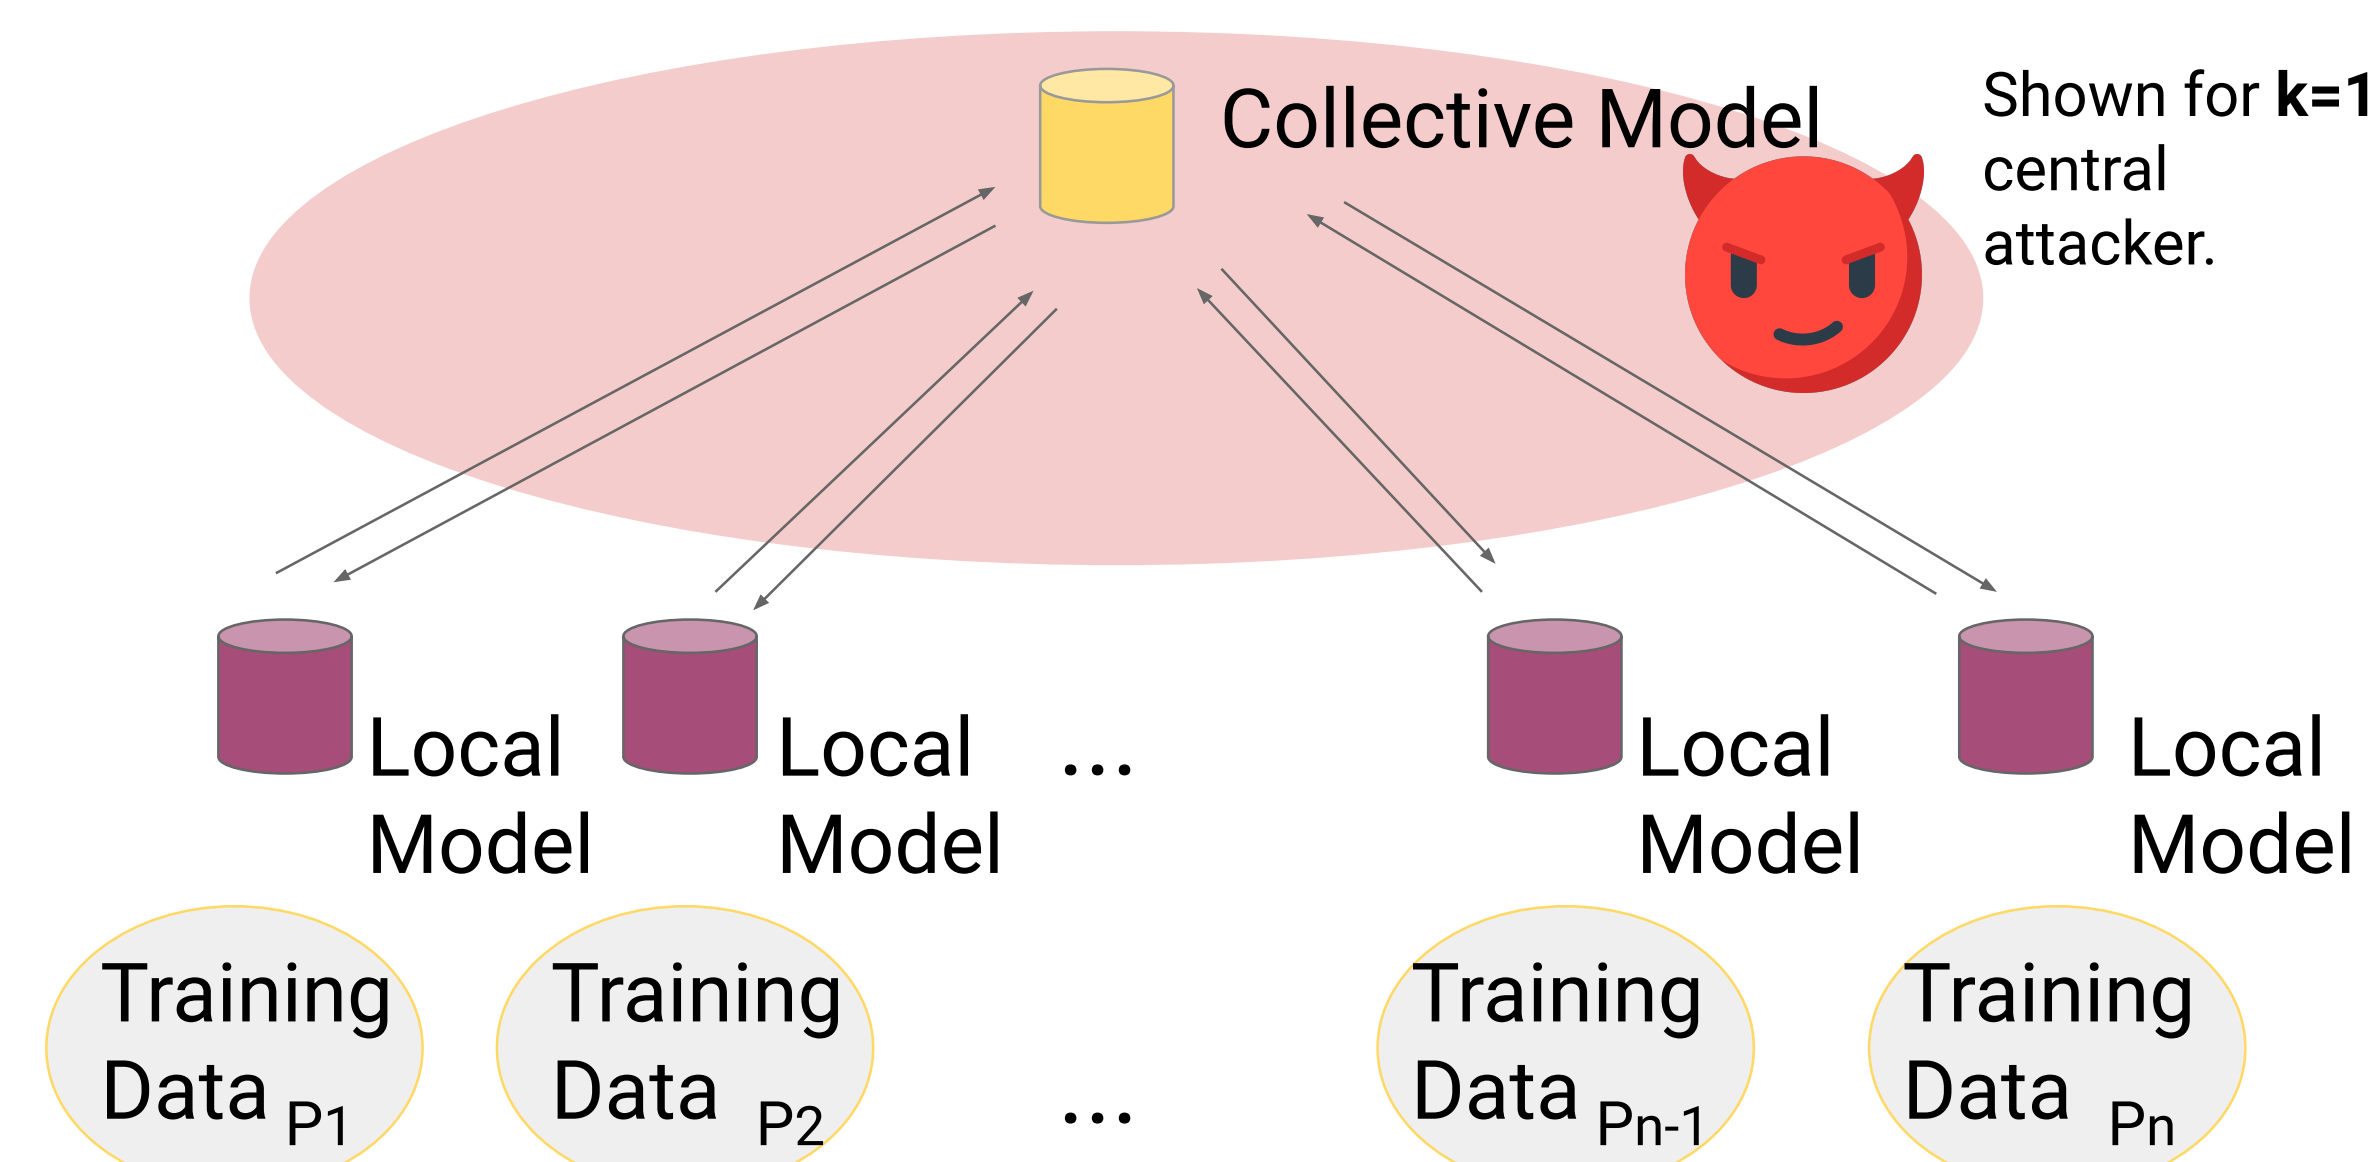 Collective Model
Shown for k=1
central
attacker.
Local
Model
Local
Model
...
Local
Model
Local
Model
Training
Data P1
Training
Data P2
...
Training
Data Pn-1
Training
Data Pn